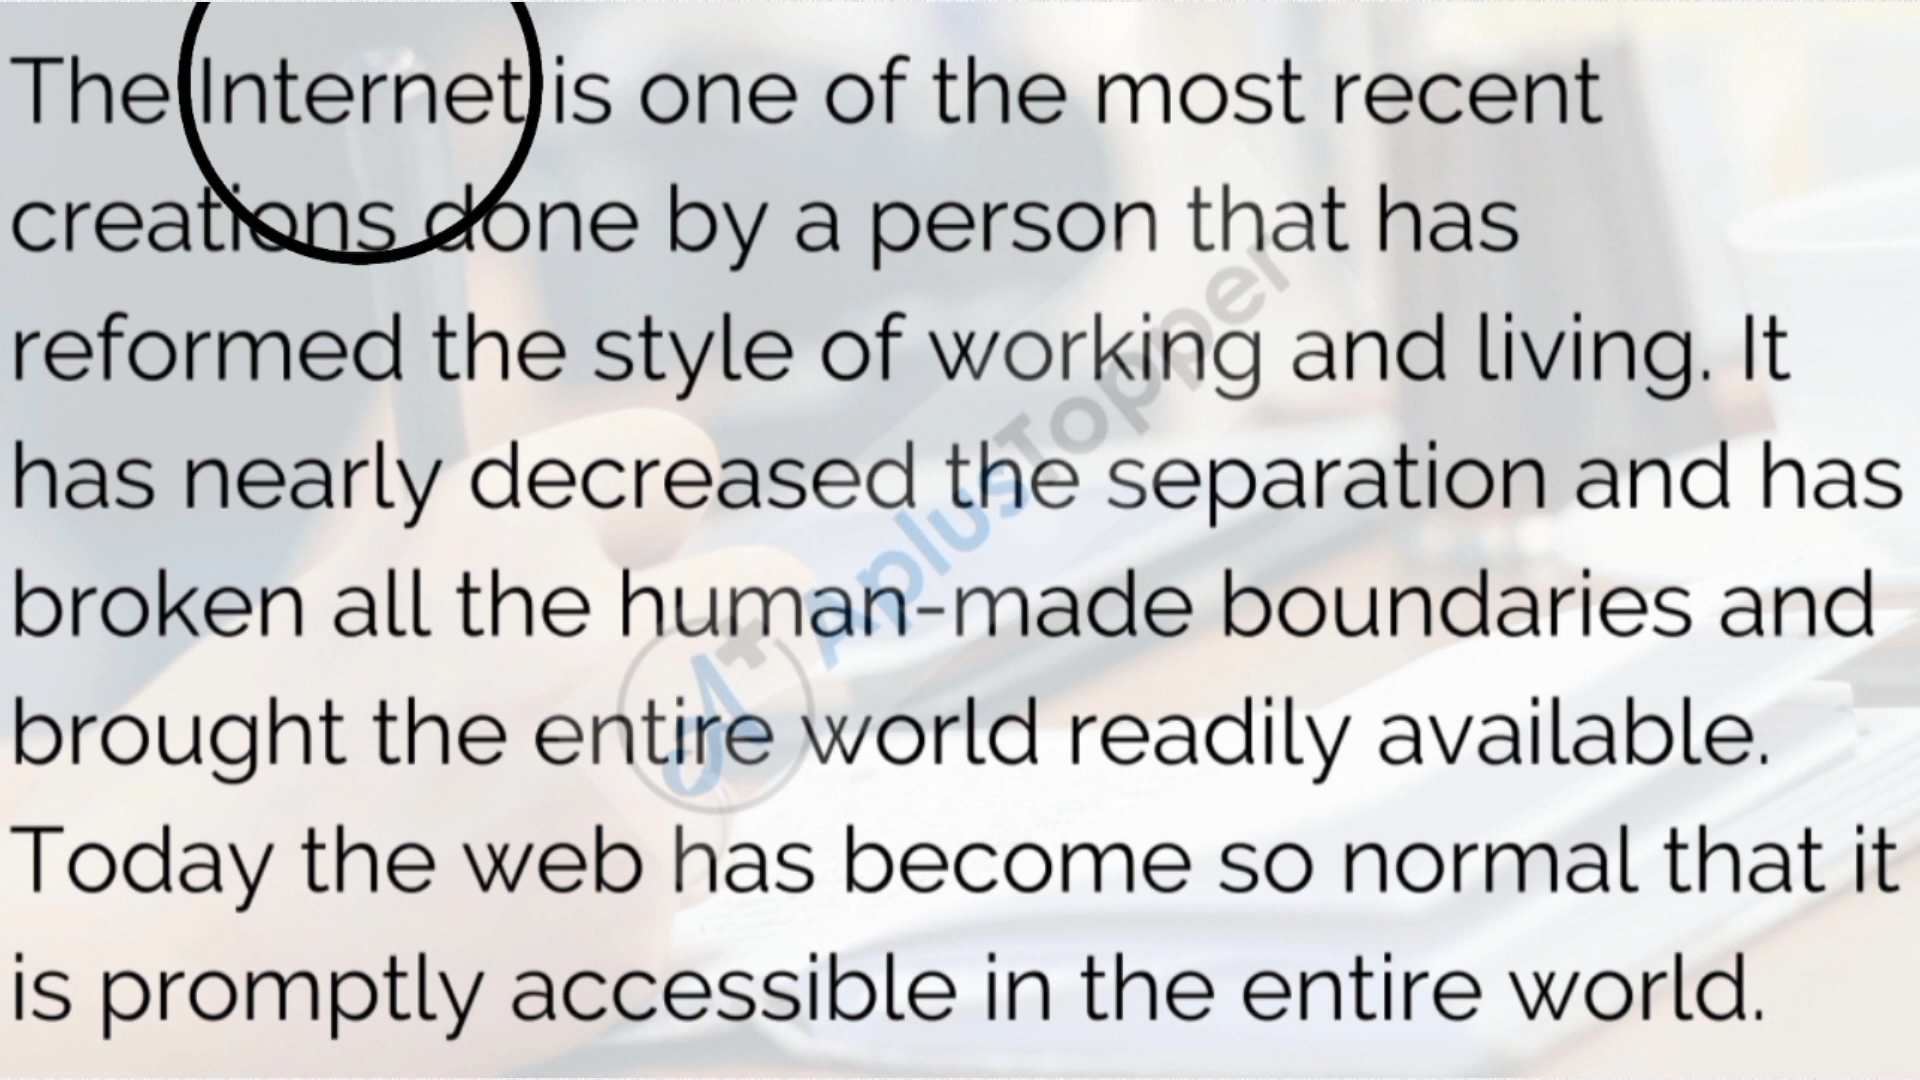 The Internet is one of the most recent
creations done by a person that has
reformed the style of working and living. It
has nearly decreased the separation and has
broken all the human-made boundaries and
brought the entire world readily available.
Today the web has become so normal that it
is promptly accessible in the entire world.
AplusTopper